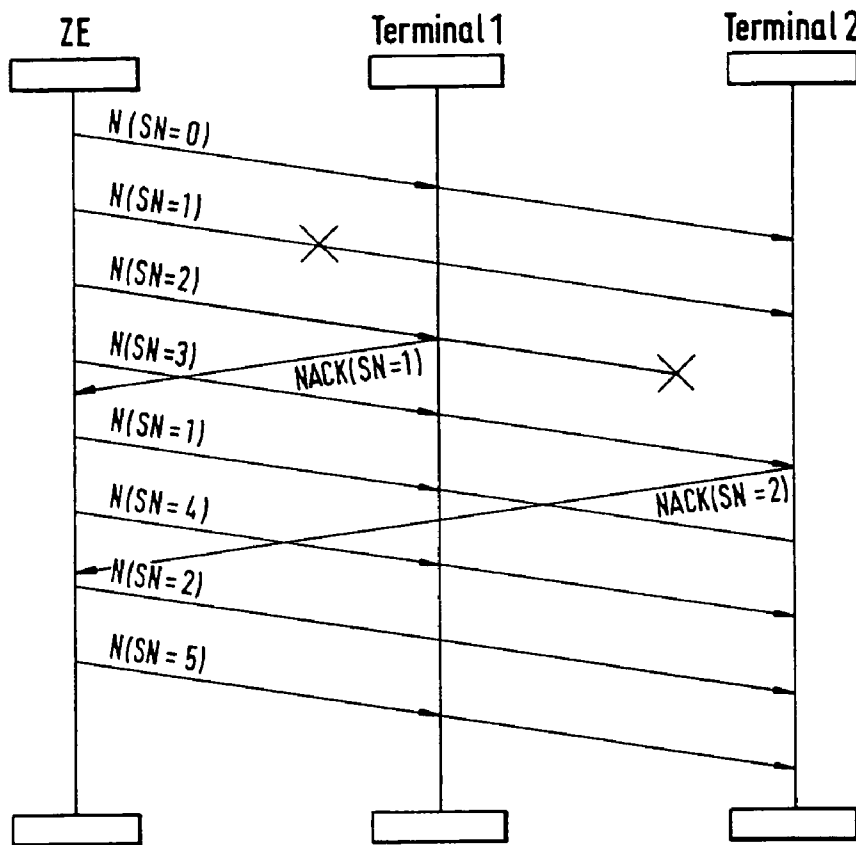 ZE
Terminal 1
Terminal 2
N(SN=0)
N(SN=1)
N(SN=2)
N(SN=3)
NACK(SN=1)
N(SN=1)
NACK(SN=2)
N(SN=4)
N(SN=2)
N(SN=5)